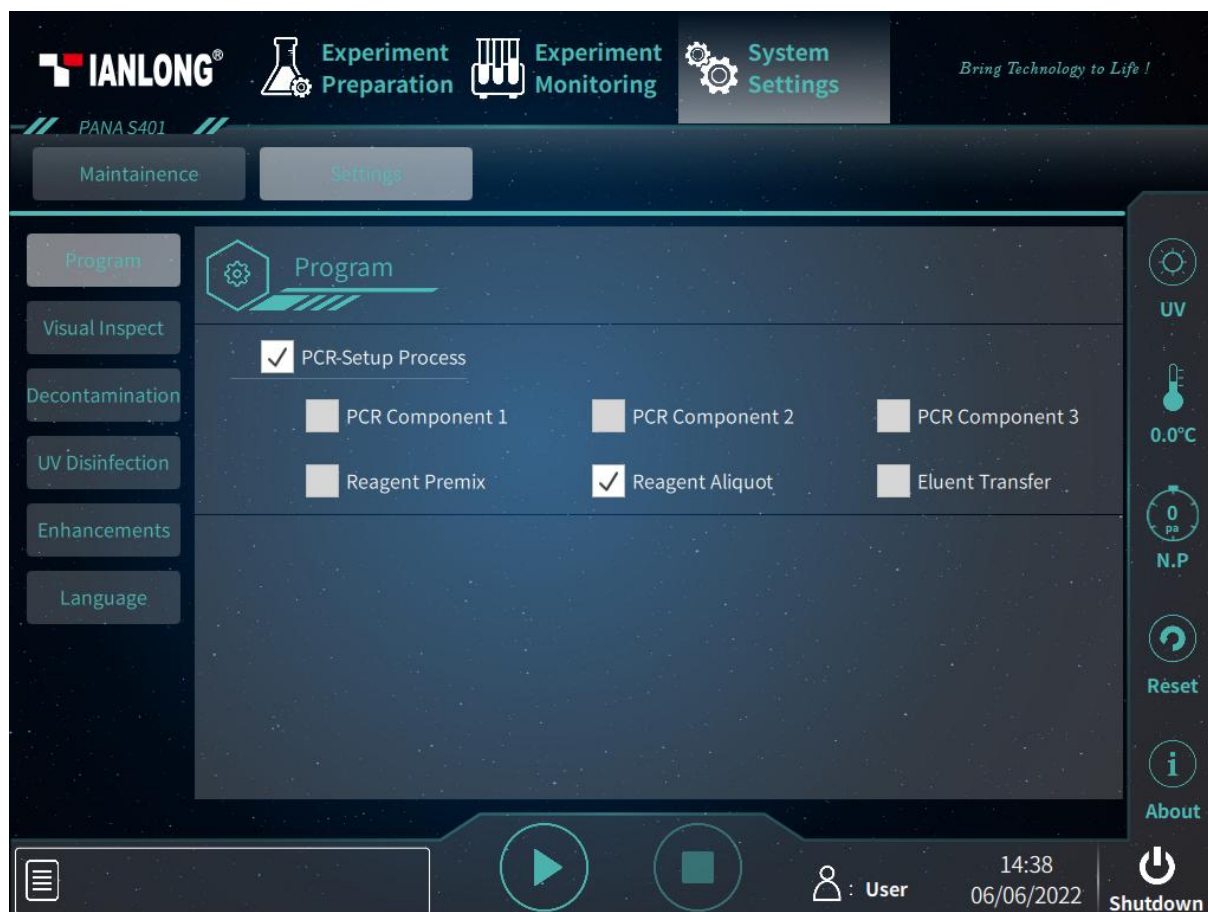 TIANLONG®
Experiment
Preparation
Experiment
Monitoring
System
Settings
Bring Technology to Life !
PANA S401
Maintainence
Settings
Program
Visual Inspect
Decontamination
UV Disinfection
Enhancements
Language
Program
PCR-Setup Process
PCR Component 1
PCR Component 2
PCR Component 3
Reagent Premix
Reagent Aliquot
Eluent Transfer
UV
0.0°C
0
pa
N.P
Reset
i
About
: User
14:38
06/06/2022
Shutdown